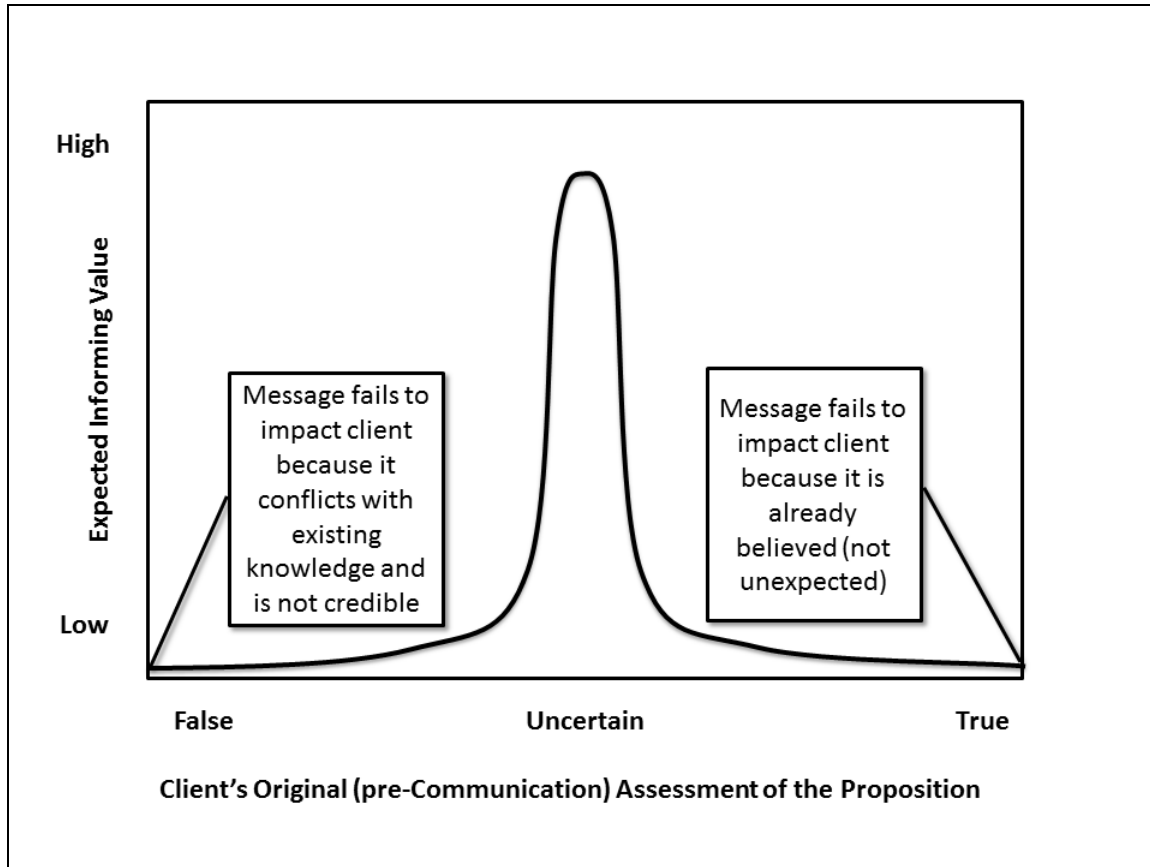 High
Expected Informing Value
Low
Message fails to
impact client
because it
conflicts with
existing
knowledge and
is not credible
Message fails to
impact client
because it is
already
believed (not
unexpected)
False
Uncertain
True
Client’s Original (pre-Communication) Assessment of the Proposition